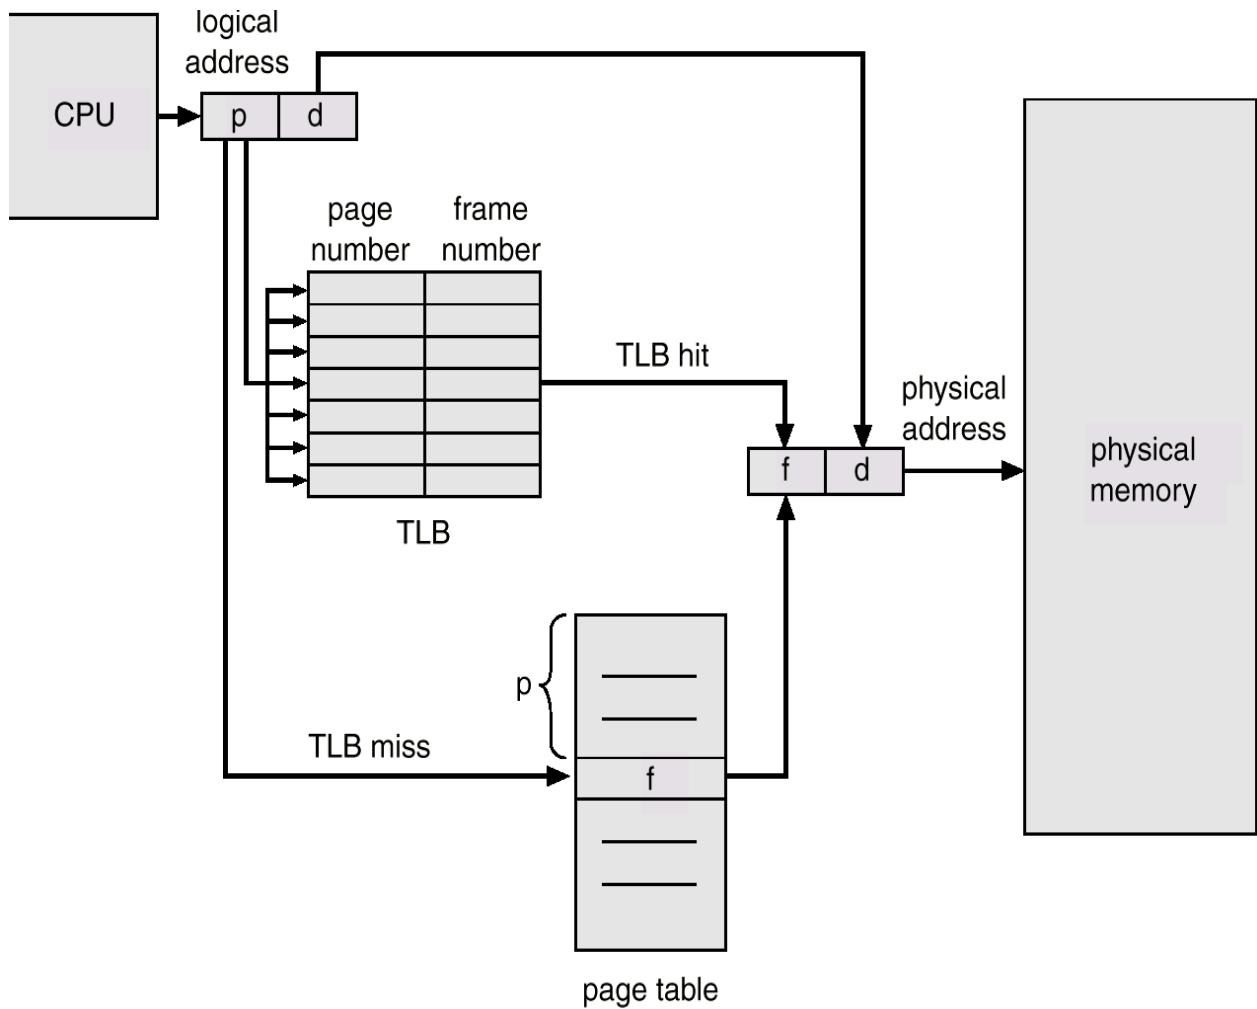 logical
address
CPU
p
d
page
number
frame
number
TLB hit
physical
address
f
d
physical
memory
TLB
p
TLB miss
f
page table